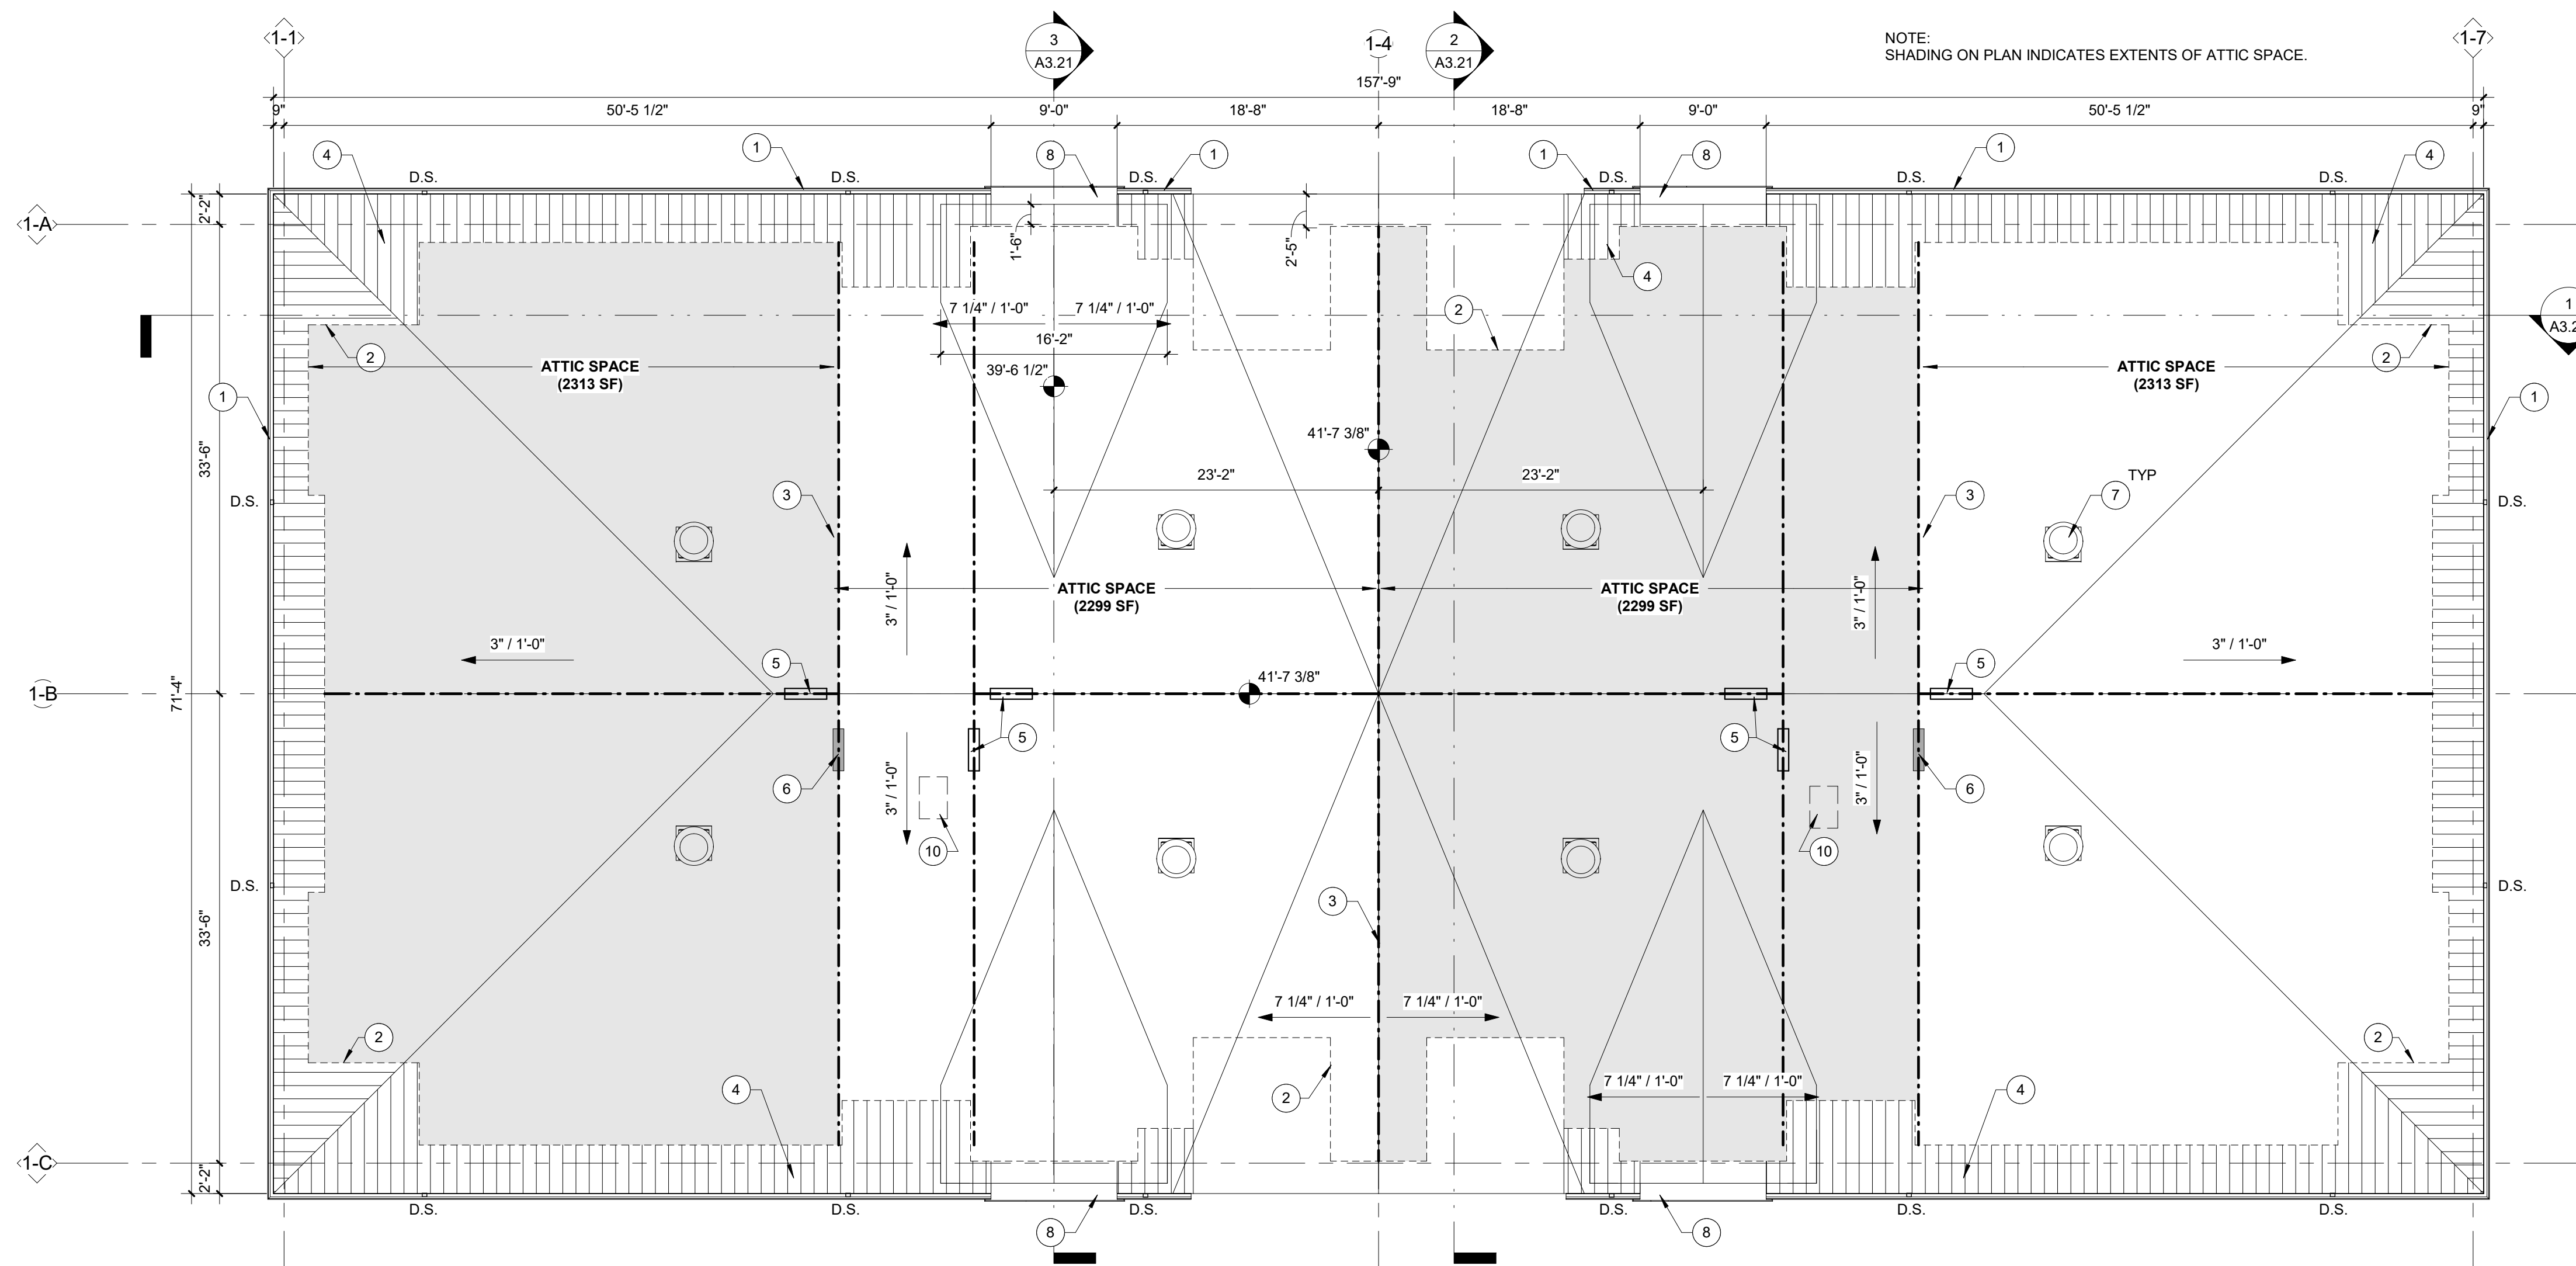 1-1
3
A3.21
1-4
2
A3.21
NOTE:
SHADING ON PLAN INDICATES EXTENTS OF ATTIC SPACE.
1-7
157'-9"
9"
50'-5 1/2"
9'-0"
18'-8"
18'-8"
9'-0"
50'-5 1/2"
9"
4
1
8
1
1
8
1
4
D.S.
D.S.
D.S.
D.S.
D.S.
D.S.
2'-2"
1-A
1'-6"
2'-5"
4
7 1/4" / 1'-0"
7 1/4" / 1'-0"
2
1
16'-2"
2
2
ATTIC SPACE
(2313 SF)
39'-6 1/2"
ATTIC SPACE
(2313 SF)
1
1
41'-7 3/8"
33'-6"
23'-2"
23'-2"
TYP
D.S.
3
3
7
D.S.
3" / 1'-0"
ATTIC SPACE
(2299 SF)
ATTIC SPACE
(2299 SF)
3" / 1'-0"
3" / 1'-0"
3" / 1'-0"
5
5
41'-7 3/8"
1-B
71'-4"
5
5
6
6
3" / 1'-0"
3" / 1'-0"
10
10
D.S.
D.S.
3
33'-6"
7 1/4" / 1'-0"
7 1/4" / 1'-0"
2
2
4
2
7 1/4" / 1'-0"
7 1/4" / 1'-0"
4
1-C
2'-2"
D.S.
D.S.
D.S.
D.S.
D.S.
D.S.
8
8